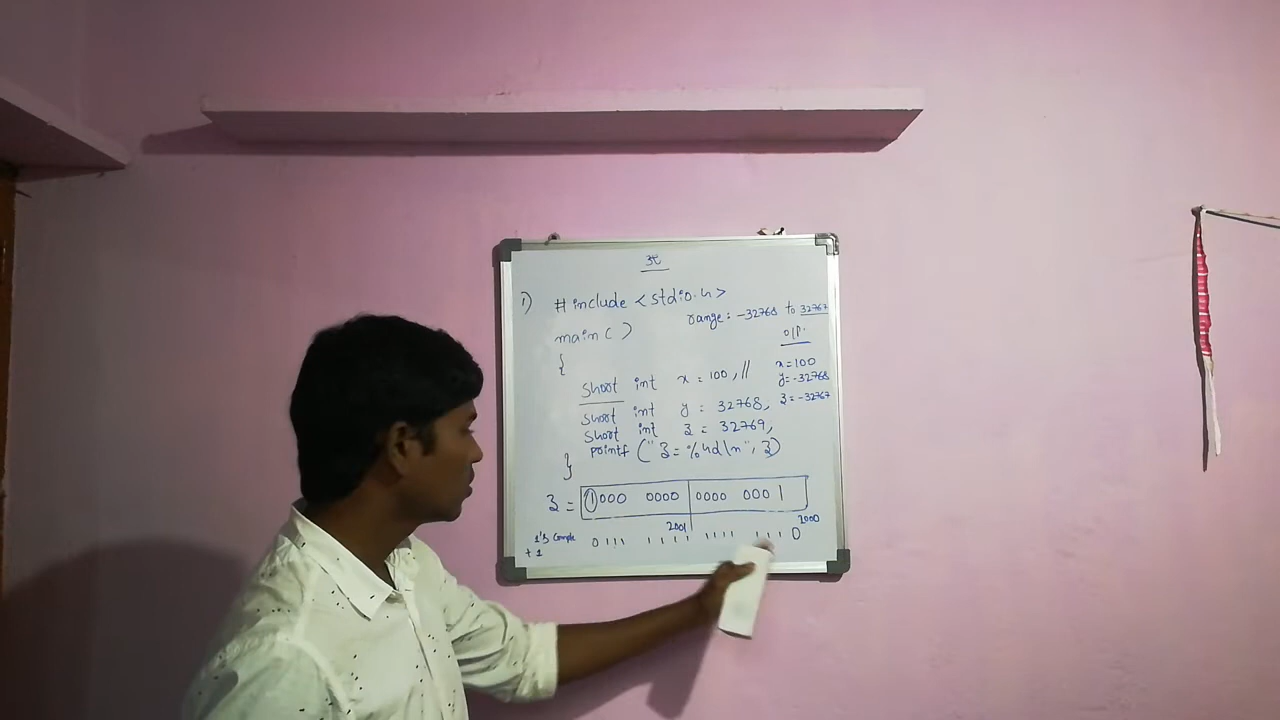 1) #include <stdio.h>
range: -32768 to 32767
main()
o/p:
{
short int x = 100, //
x=100
y=-32768
short int y = 32768,
z=-32767
short int z = 32769,
printf("z=%hd\n", z)
}
z = 1000 0000 0000 0001
2001 2000
1's Comple 0111 1111 1111 1110
+1